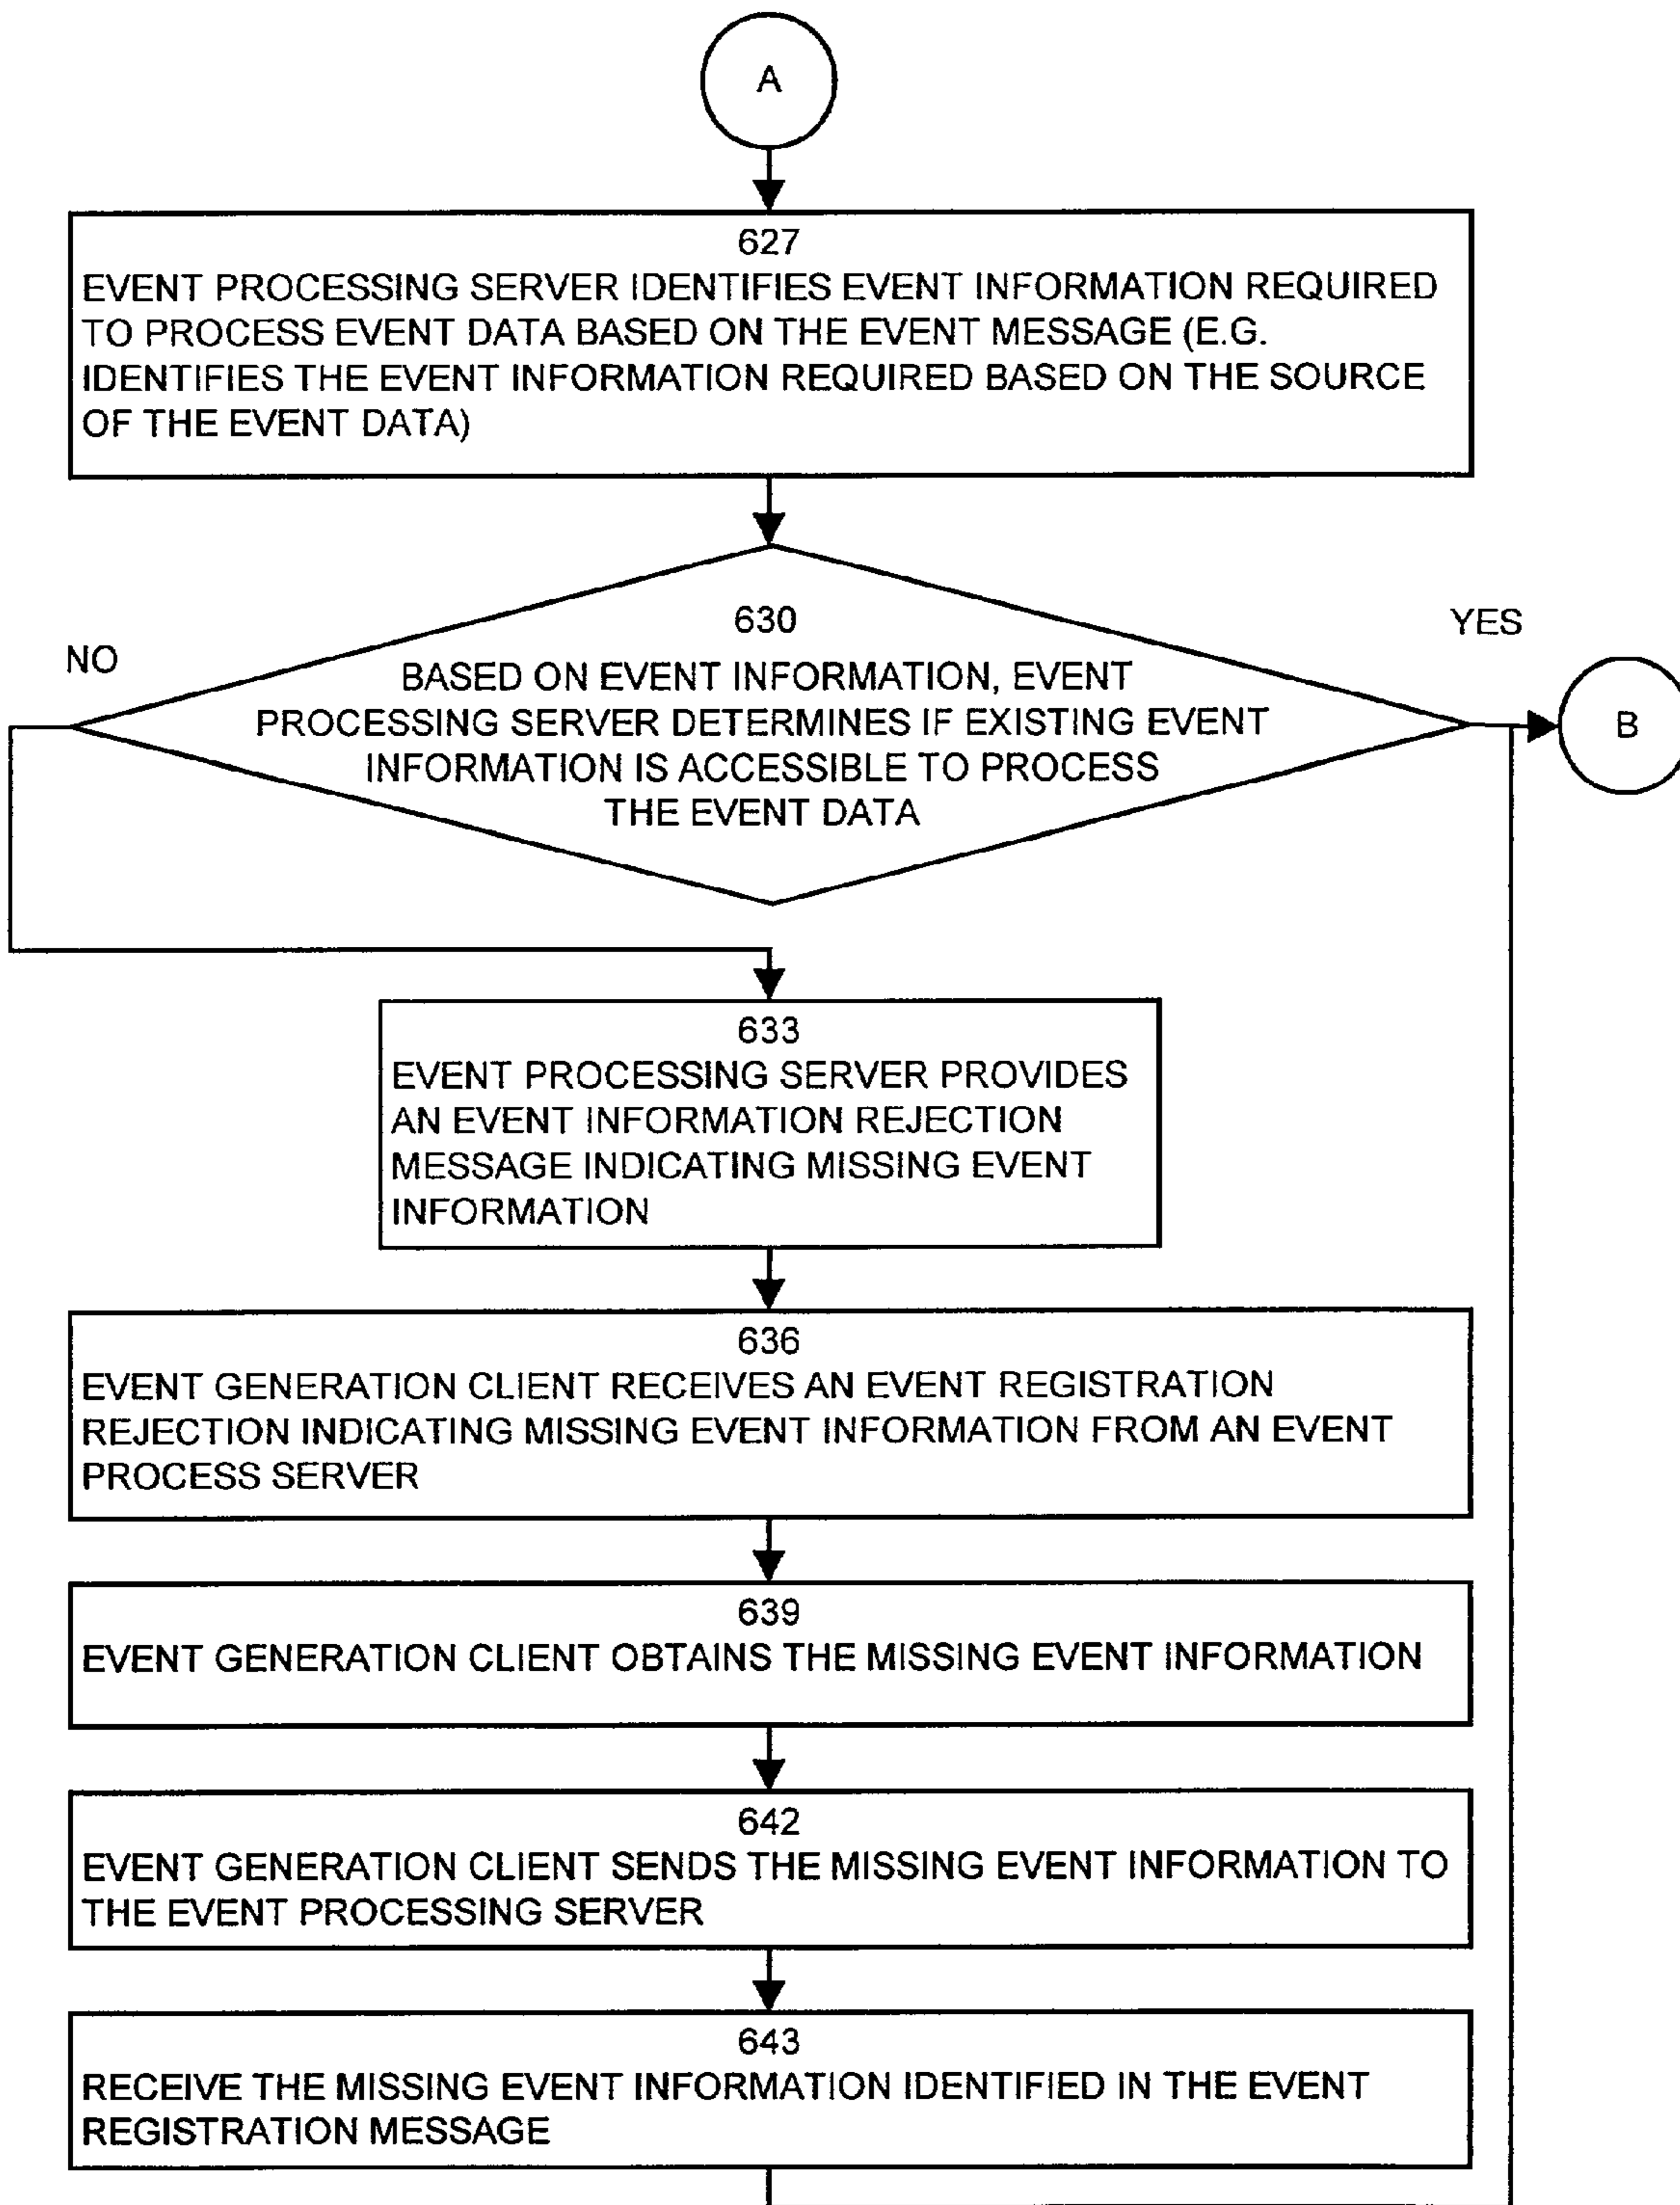 A
627
EVENT PROCESSING SERVER IDENTIFIES EVENT INFORMATION REQUIRED
TO PROCESS EVENT DATA BASED ON THE EVENT MESSAGE (E.G.
IDENTIFIES THE EVENT INFORMATION REQUIRED BASED ON THE SOURCE
OF THE EVENT DATA)
630
YES
NO
BASED ON EVENT INFORMATION, EVENT
PROCESSING SERVER DETERMINES IF EXISTING EVENT
INFORMATION IS ACCESSIBLE TO PROCESS
THE EVENT DATA
B
633
EVENT PROCESSING SERVER PROVIDES
AN EVENT INFORMATION REJECTION
MESSAGE INDICATING MISSING EVENT
INFORMATION
636
EVENT GENERATION CLIENT RECEIVES AN EVENT REGISTRATION
REJECTION INDICATING MISSING EVENT INFORMATION FROM AN EVENT
PROCESS SERVER
639
EVENT GENERATION CLIENT OBTAINS THE MISSING EVENT INFORMATION
642
EVENT GENERATION CLIENT SENDS THE MISSING EVENT INFORMATION TO
THE EVENT PROCESSING SERVER
643
RECEIVE THE MISSING EVENT INFORMATION IDENTIFIED IN THE EVENT
REGISTRATION MESSAGE